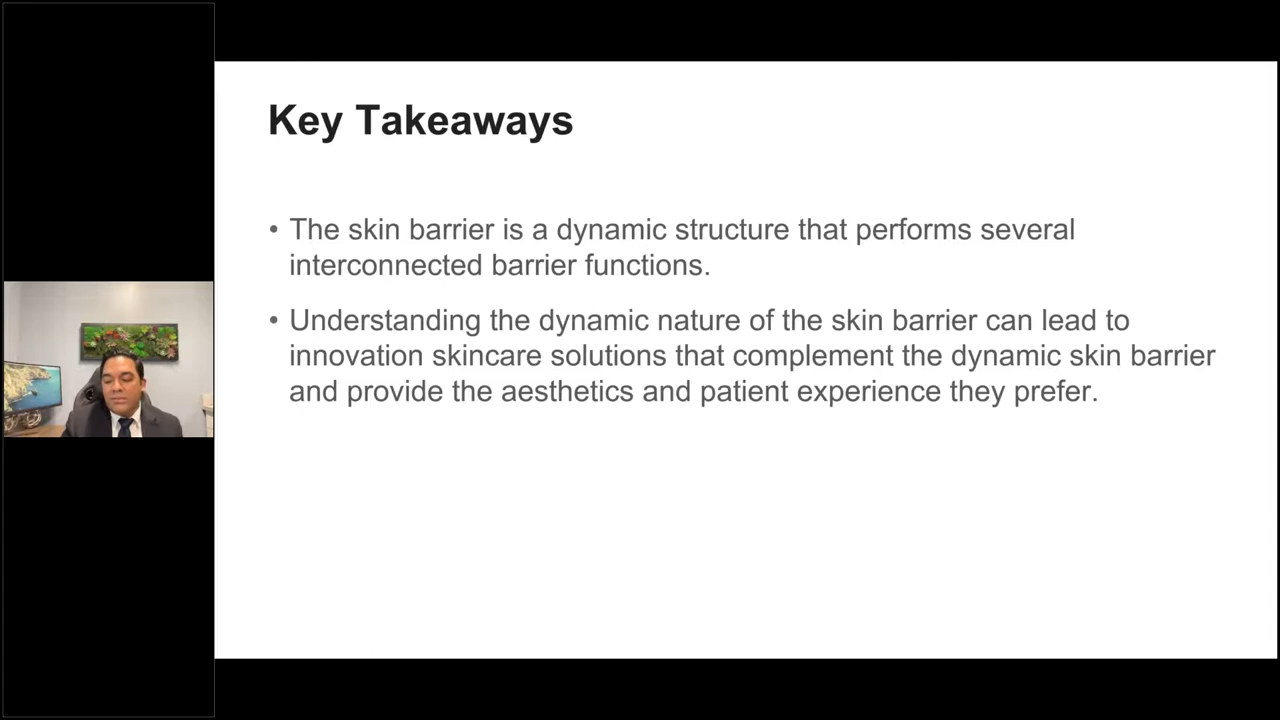 Key Takeaways
• The skin barrier is a dynamic structure that performs several
interconnected barrier functions.
• Understanding the dynamic nature of the skin barrier can lead to
innovation skincare solutions that complement the dynamic skin barrier
and provide the aesthetics and patient experience they prefer.